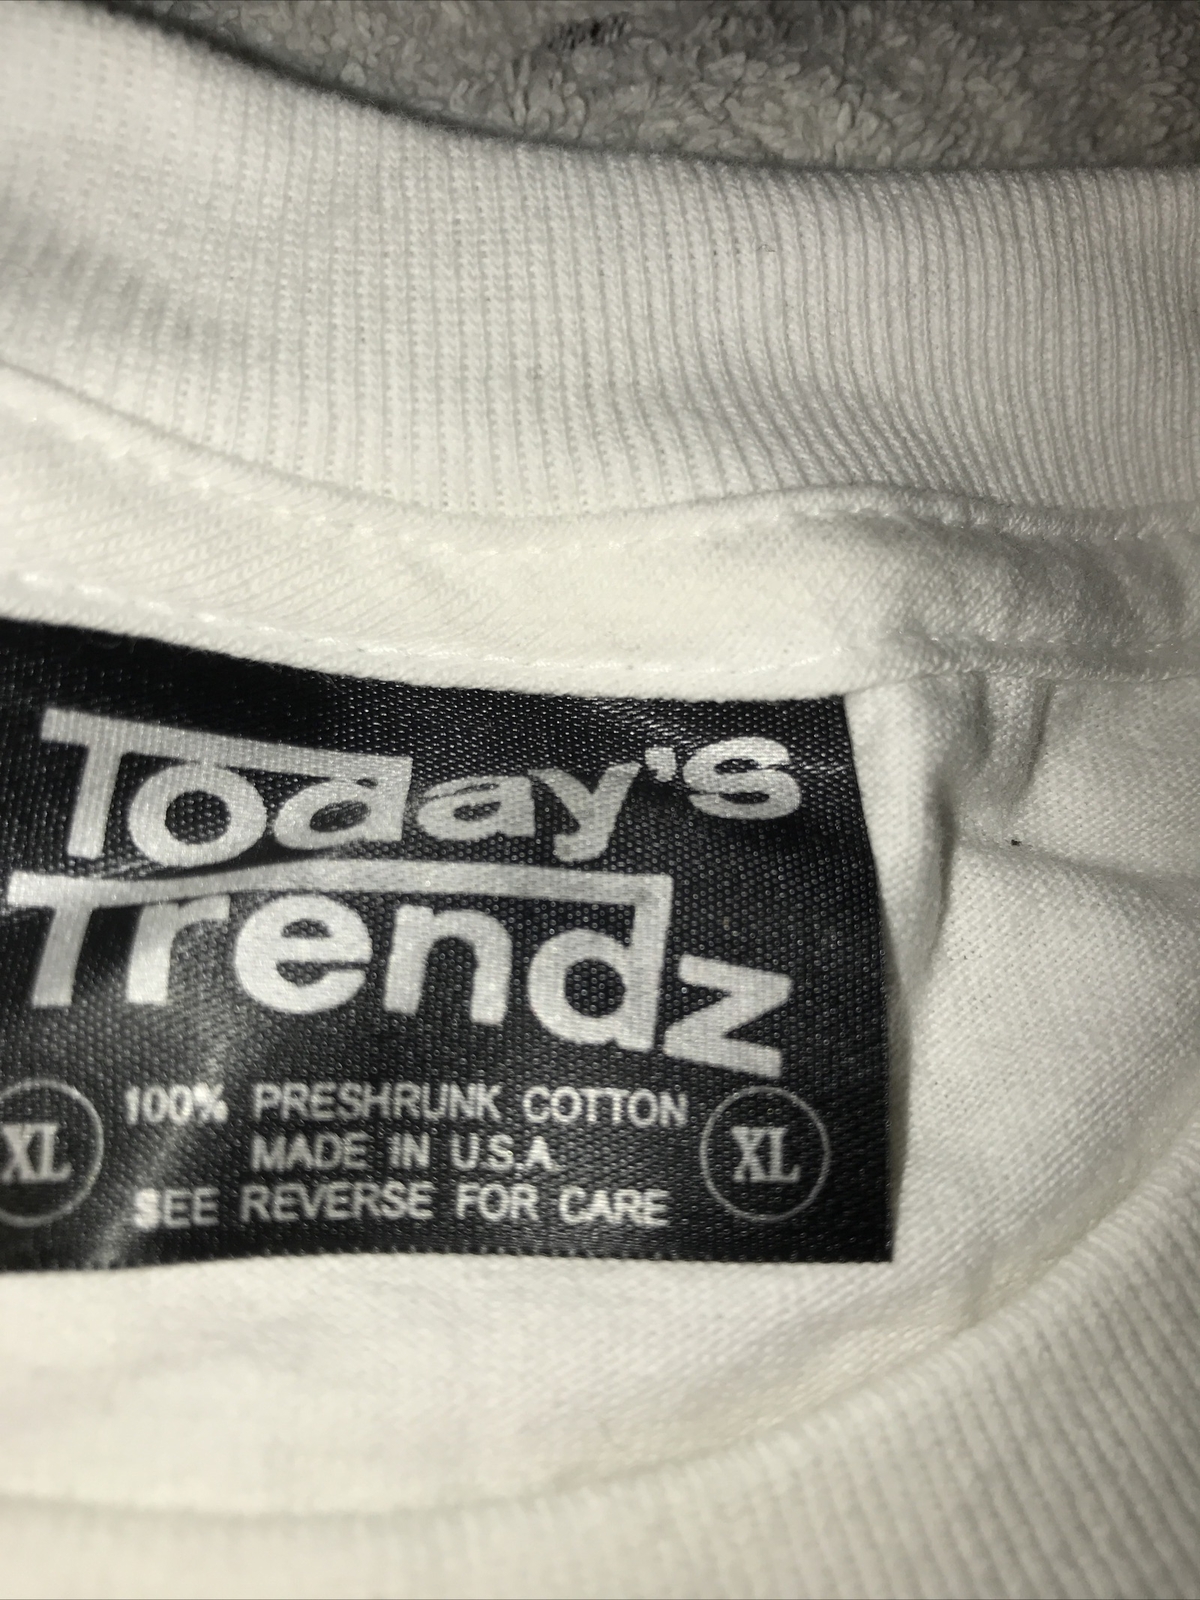 Today's
Trendz
100% PRESHRUNK COTTON
MADE IN U.S.A.
SEE REVERSE FOR CARE
XL
XL